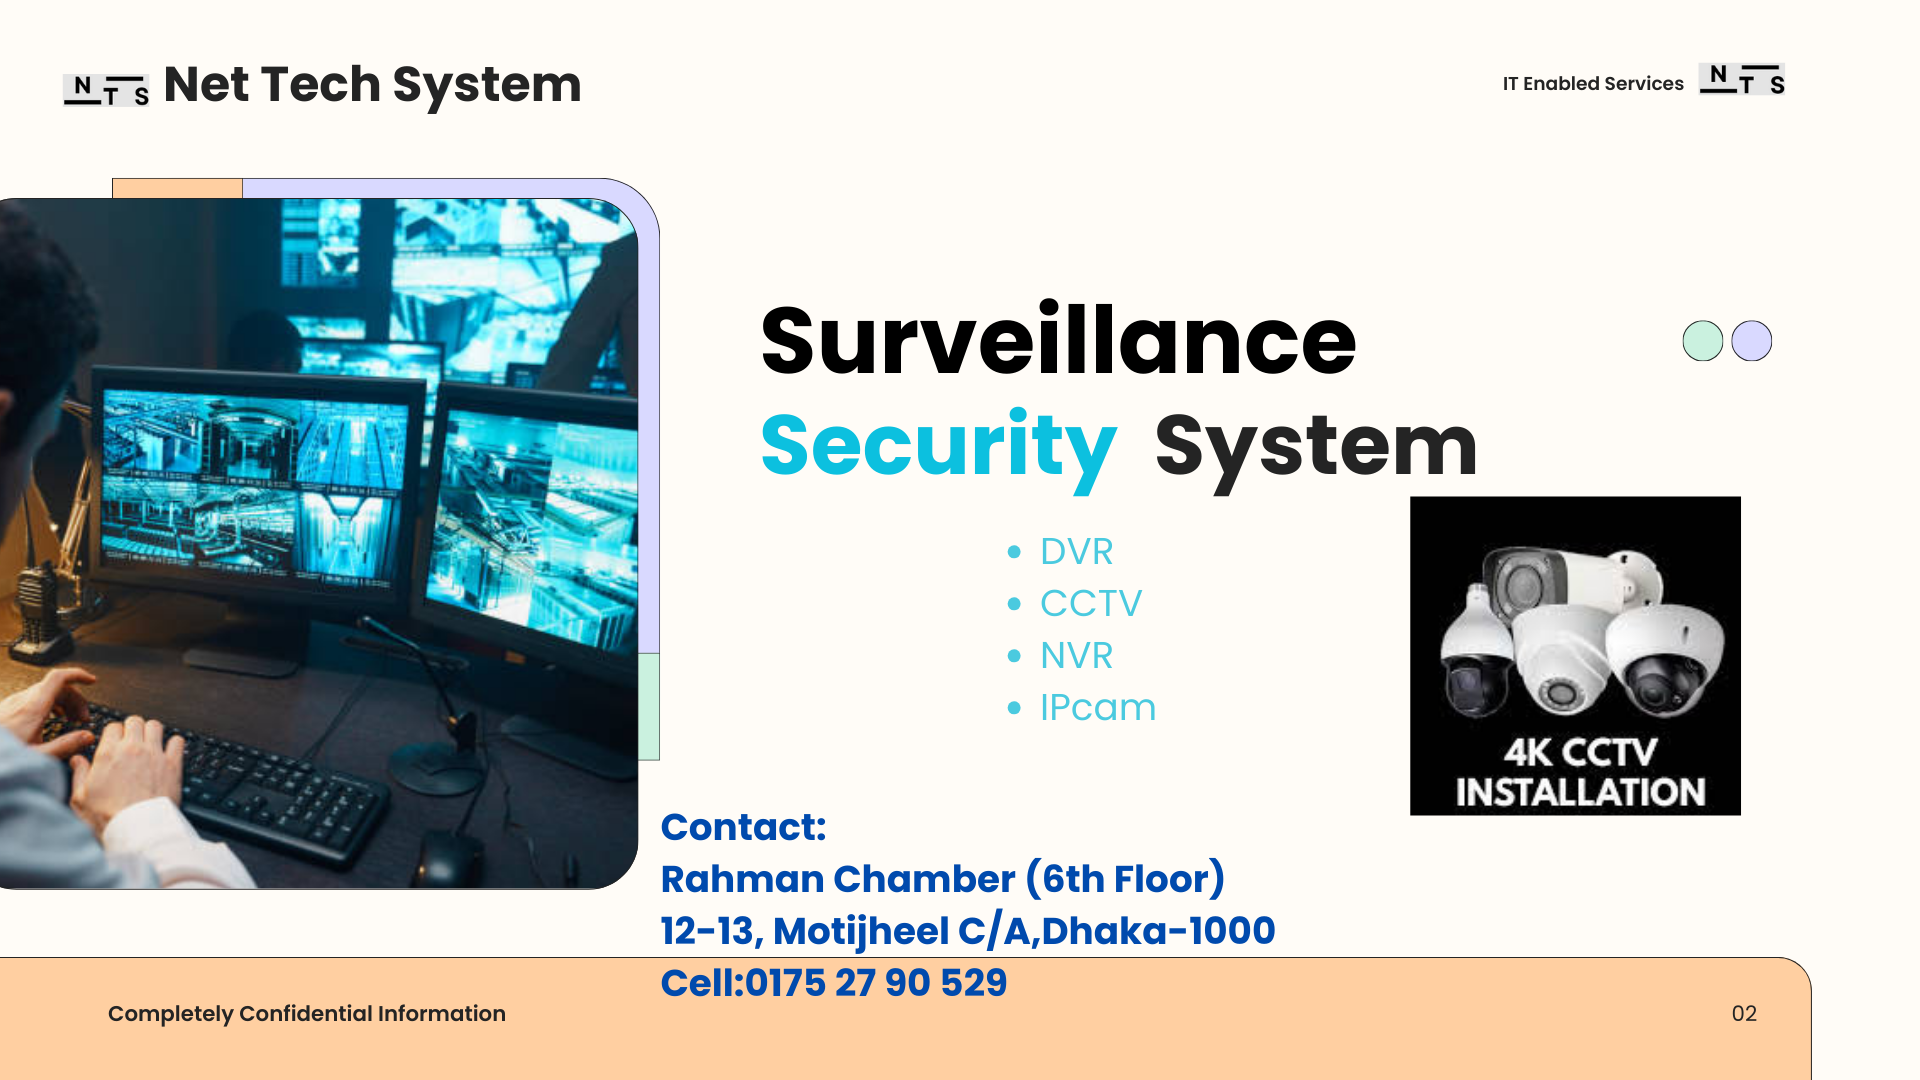 NTS Net Tech System
IT Enabled Services NTS
Surveillance
Security System
DVR
CCTV
NVR
IPcam
4K CCTV
INSTALLATION
Contact:
Rahman Chamber (6th Floor)
12-13, Motijheel C/A,Dhaka-1000
Cell:0175 27 90 529
Completely Confidential Information
02